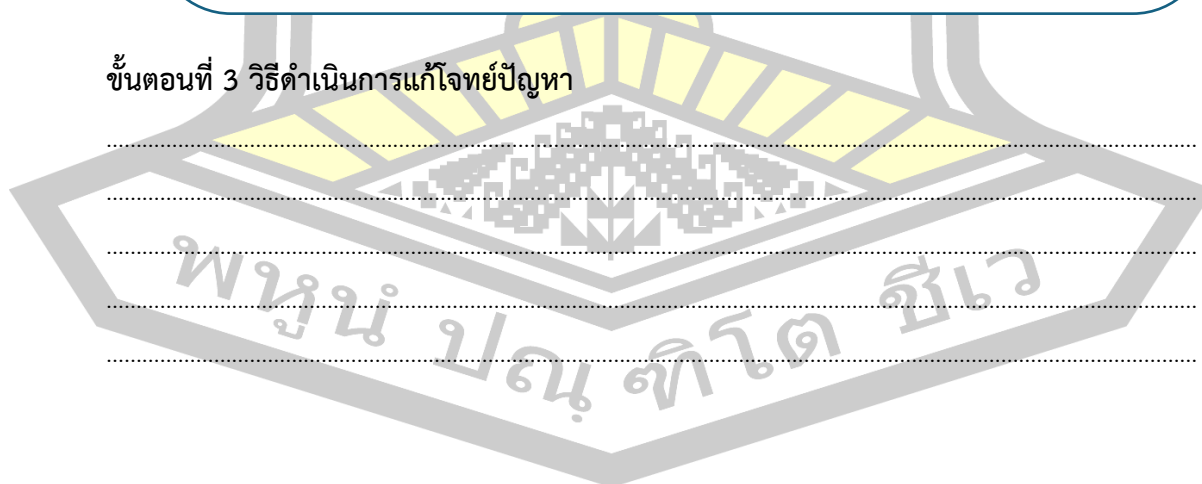 ขั้นตอนที่ 3 วิธีดำเนินการแก้โจทย์ปัญหา
พหูนํ ปณฺฑิโต ชีเว